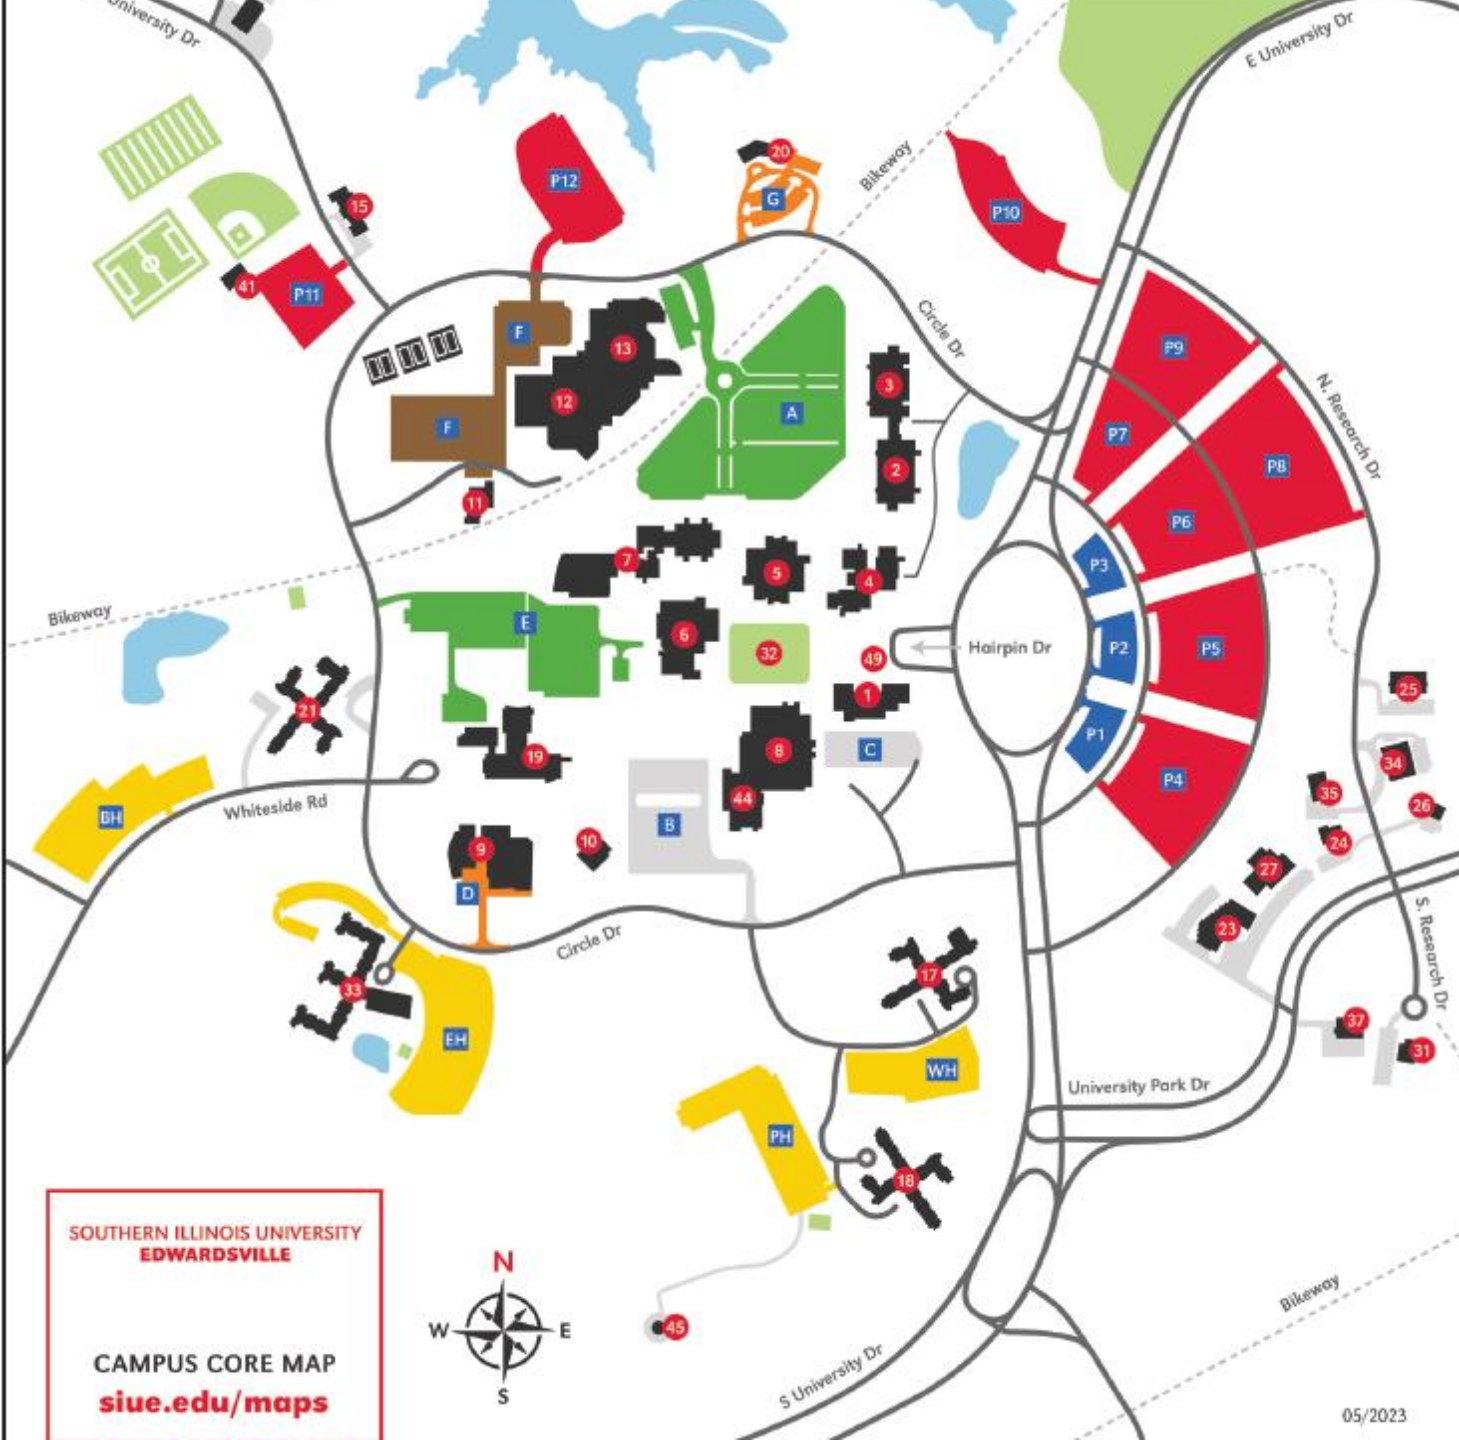 University Dr
E University Dr
20
Bikeway
P12
G
15
P10
41
P11
F
13
Circle Dr
P9
3
12
A
N. Research Dr
F
P7
2
P8
11
P6
7
5
4
P3
Bikeway
E
6
32
49
Hairpin Dr
P2
P5
21
1
25
19
8
C
P1
34
Whiteside Rd
44
P4
35
26
BH
B
9
10
24
27
D
S. Research Dr
Circle Dr
23
33
17
EH
37
31
WH
University Park Dr
PH
18
SOUTHERN ILLINOIS UNIVERSITY
EDWARDSVILLE
N
Bikeway
W
E
45
CAMPUS CORE MAP
S University Dr
S
siue.edu/maps
05/2023